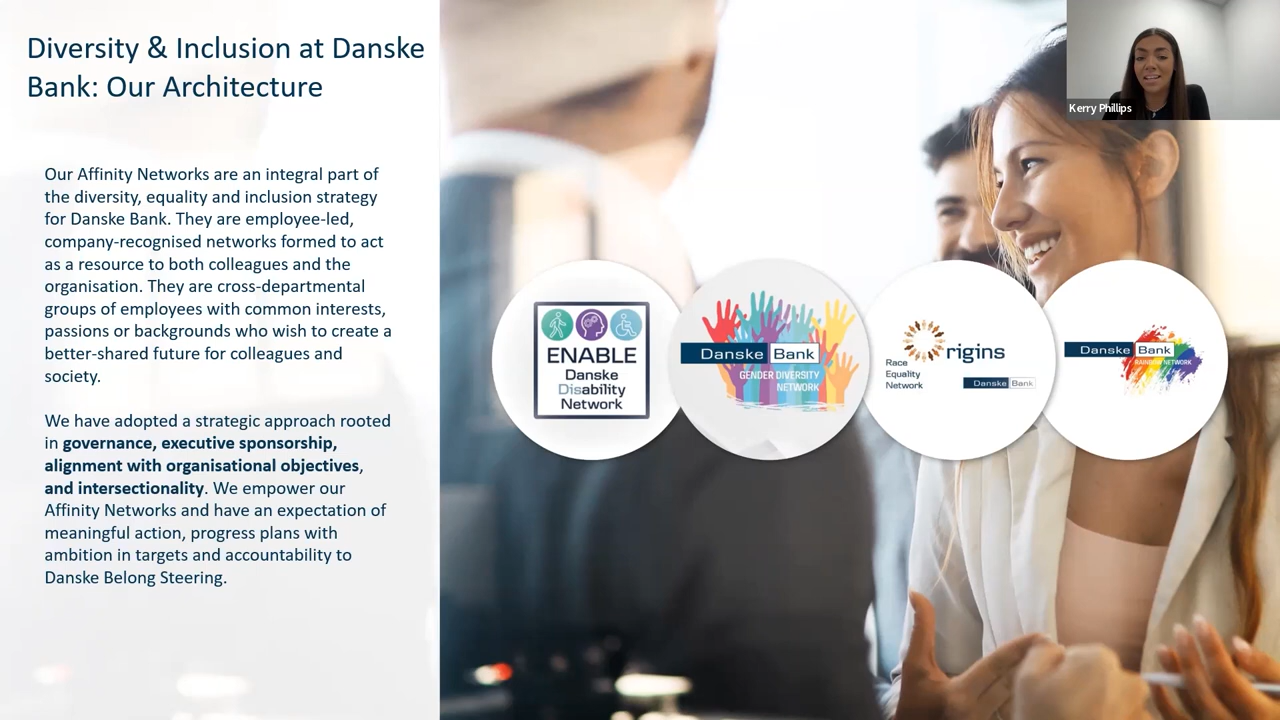 Diversity & Inclusion at Danske
Bank: Our Architecture
Kerry Phillips
Our Affinity Networks are an integral part of
the diversity, equality and inclusion strategy
for Danske Bank. They are employee-led,
company-recognised networks formed to act
as a resource to both colleagues and the
organisation. They are cross-departmental
groups of employees with common interests,
passions or backgrounds who wish to create a
better-shared future for colleagues and
society.
We have adopted a strategic approach rooted
in governance, executive sponsorship,
alignment with organisational objectives,
and intersectionality. We empower our
Affinity Networks and have an expectation of
meaningful action, progress plans with
ambition in targets and accountability to
Danske Belong Steering.
ENABLE
Danske
Disability
Network
Danske Bank
GENDER DIVERSITY
NETWORK
Origins
Race
Equality
Network
Danske Bank
Danske Bank
RAINBOW NETWORK